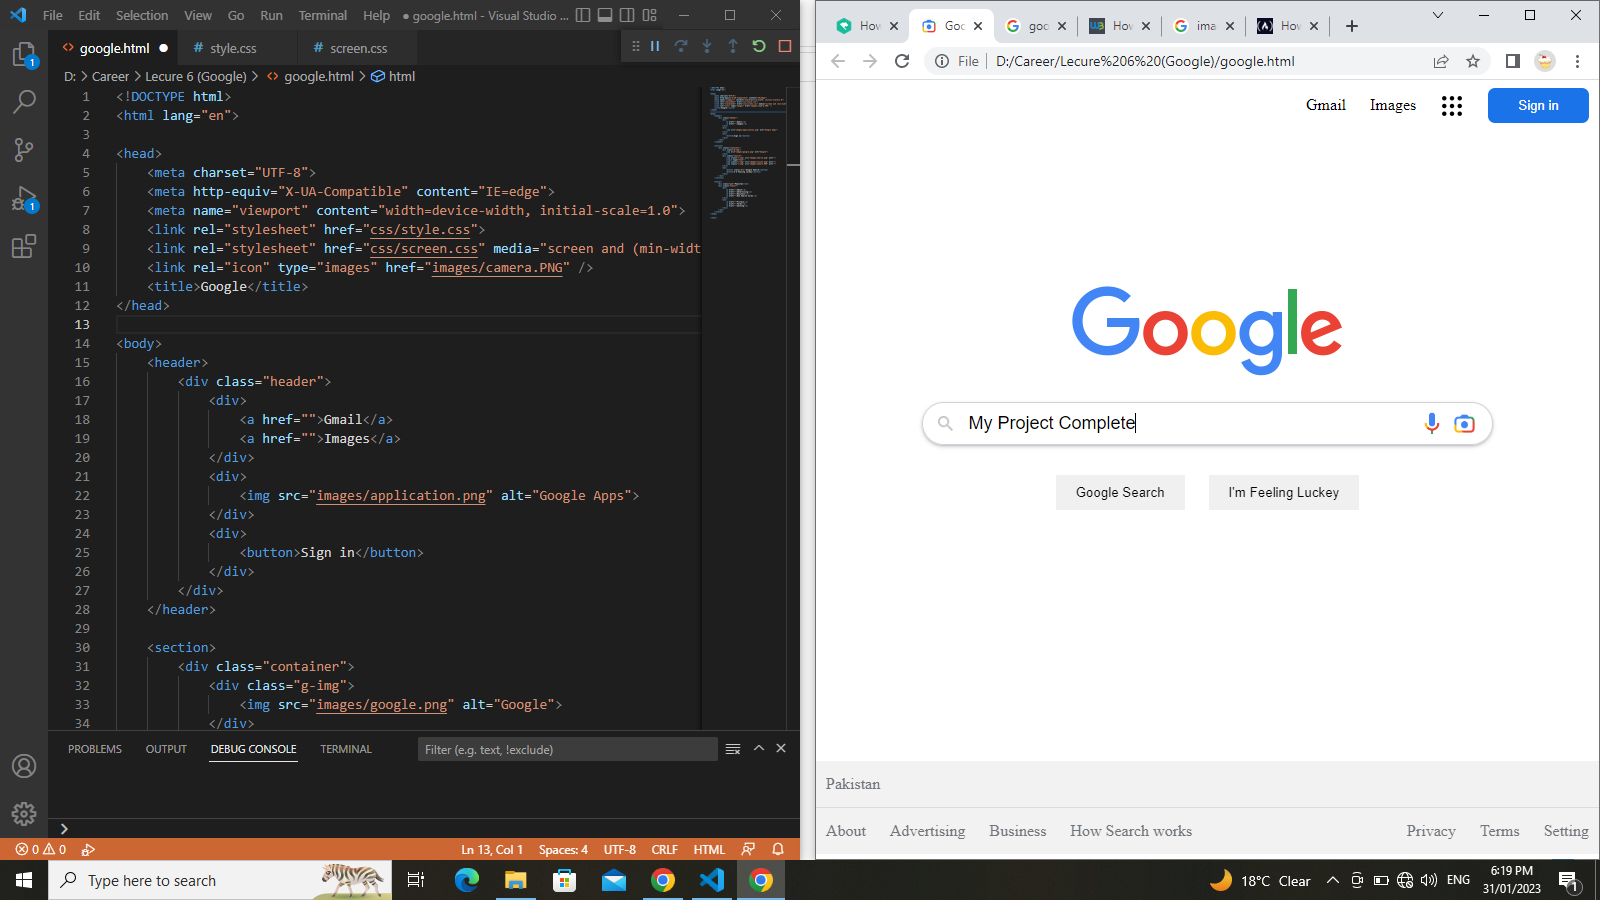 File Edit Selection View Go Run Terminal Help ● google.html - Visual Studio ...
google.html ●
# style.css
# screen.css
D: > Career > Lecure 6 (Google) > <> google.html > html
1 <!DOCTYPE html>
2 <html lang="en">
3
4 <head>
5 <meta charset="UTF-8">
6 <meta http-equiv="X-UA-Compatible" content="IE=edge">
7 <meta name="viewport" content="width=device-width, initial-scale=1.0">
8 <link rel="stylesheet" href="css/style.css">
9 <link rel="stylesheet" href="css/screen.css" media="screen and (min-widt
10 <link rel="icon" type="images" href="images/camera.PNG" />
11 <title>Google</title>
12 </head>
13
14 <body>
15 <header>
16 <div class="header">
17 <div>
18 <a href="">Gmail</a>
19 <a href="">Images</a>
20 </div>
21 <div>
22 <img src="images/application.png" alt="Google Apps">
23 </div>
24 <div>
25 <button>Sign in</button>
26 </div>
27 </div>
28 </header>
29
30 <section>
31 <div class="container">
32 <div class="g-img">
33 <img src="images/google.png" alt="Google">
34 </div>
PROBLEMS OUTPUT DEBUG CONSOLE TERMINAL Filter (e.g. text, !exclude)
0 0 Ln 13, Col 1 Spaces: 4 UTF-8 CRLF HTML
1
1
How
Goo
goo
How
ima
How
File | D:/Career/Lecure%206%20(Google)/google.html
Gmail Images Sign in
Google
My Project Complete
Google Search I'm Feeling Luckey
Pakistan
About Advertising Business How Search works Privacy Terms Setting
Type here to search
18°C Clear
ENG
6:19 PM
31/01/2023
1